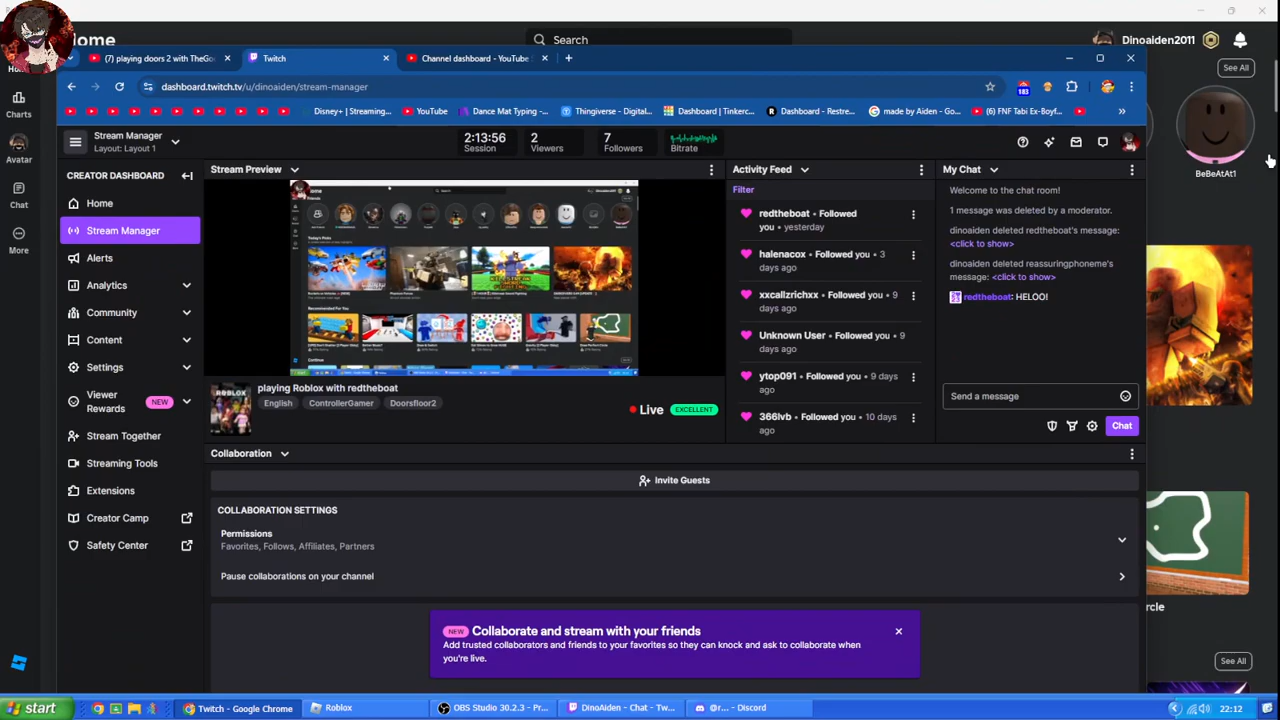 ome
Search
Dinoaiden2011
(7) playing doors 2 with TheGo
Twitch
Channel dashboard - YouTube
See All
dashboard.twitch.tv/u/dinoaiden/stream-manager
183
Disney+ | Streaming...
YouTube
Dance Mat Typing -...
Thingiverse - Digital...
Dashboard | Tinkerc...
Dashboard - Restre...
made by Aiden - Go...
(6) FNF Tabi Ex-Boyf...
Charts
Avatar
Chat
More
BeBeAtAt1
Stream Manager
Layout: Layout 1
2:13:56
Session
2
Viewers
7
Followers
Bitrate
CREATOR DASHBOARD
Home
Stream Manager
Alerts
Analytics
Community
Content
Settings
Viewer
Rewards
NEW
Stream Together
Streaming Tools
Extensions
Creator Camp
Safety Center
Stream Preview
playing Roblox with redtheboat
English
ControllerGamer
Doorsfloor2
Live
EXCELLENT
Activity Feed
Filter
redtheboat • Followed
you • yesterday
halenacox • Followed you • 3
days ago
xxcallzrichxx • Followed you • 9
days ago
Unknown User • Followed you • 9
days ago
ytop091 • Followed you • 9 days
ago
366lvb • Followed you • 10 days
ago
My Chat
Welcome to the chat room!
1 message was deleted by a moderator.
dinoaiden deleted redtheboat's message:
<click to show>
dinoaiden deleted reassuringphoneme's
message: <click to show>
redtheboat: HELOO!
Send a message
Chat
Collaboration
Invite Guests
COLLABORATION SETTINGS
Permissions
Favorites, Follows, Affiliates, Partners
Pause collaborations on your channel
NEW
Collaborate and stream with your friends
Add trusted collaborators and friends to your favorites so they can knock and ask to collaborate when
you're live.
rcle
See All
start
Twitch - Google Chrome
Roblox
OBS Studio 30.2.3 - Pr...
DinoAiden - Chat - Tw...
@r... - Discord
22:12